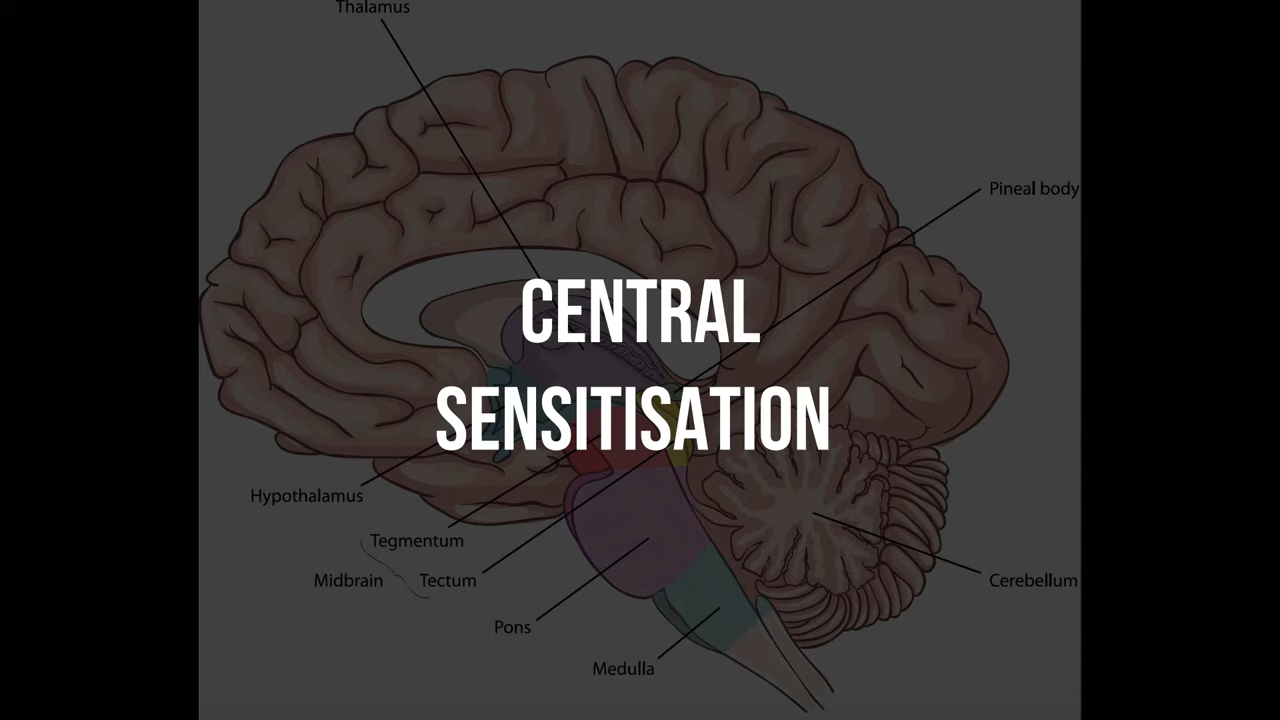 Thalamus
Pineal body
CENTRAL
SENSITISATION
Hypothalamus
Tegmentum
Midbrain
Tectum
Cerebellum
Pons
Medulla